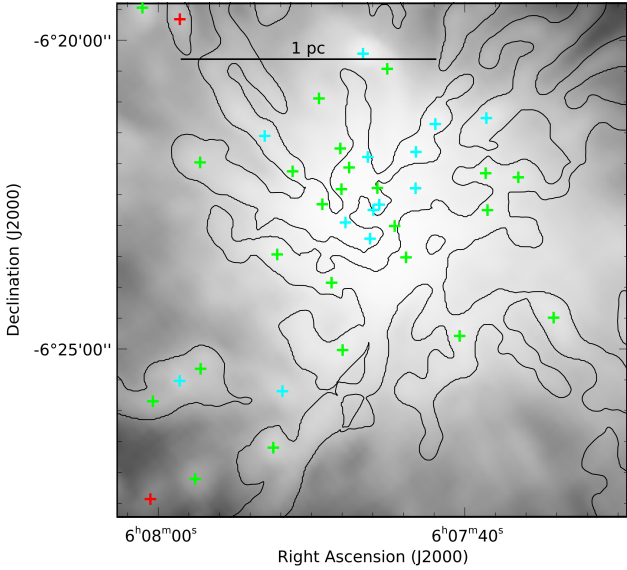 -6°20'00''
1 pc
Declination (J2000)
-6°25'00''
6ʰ08ᵐ00ˢ
6ʰ07ᵐ40ˢ
Right Ascension (J2000)